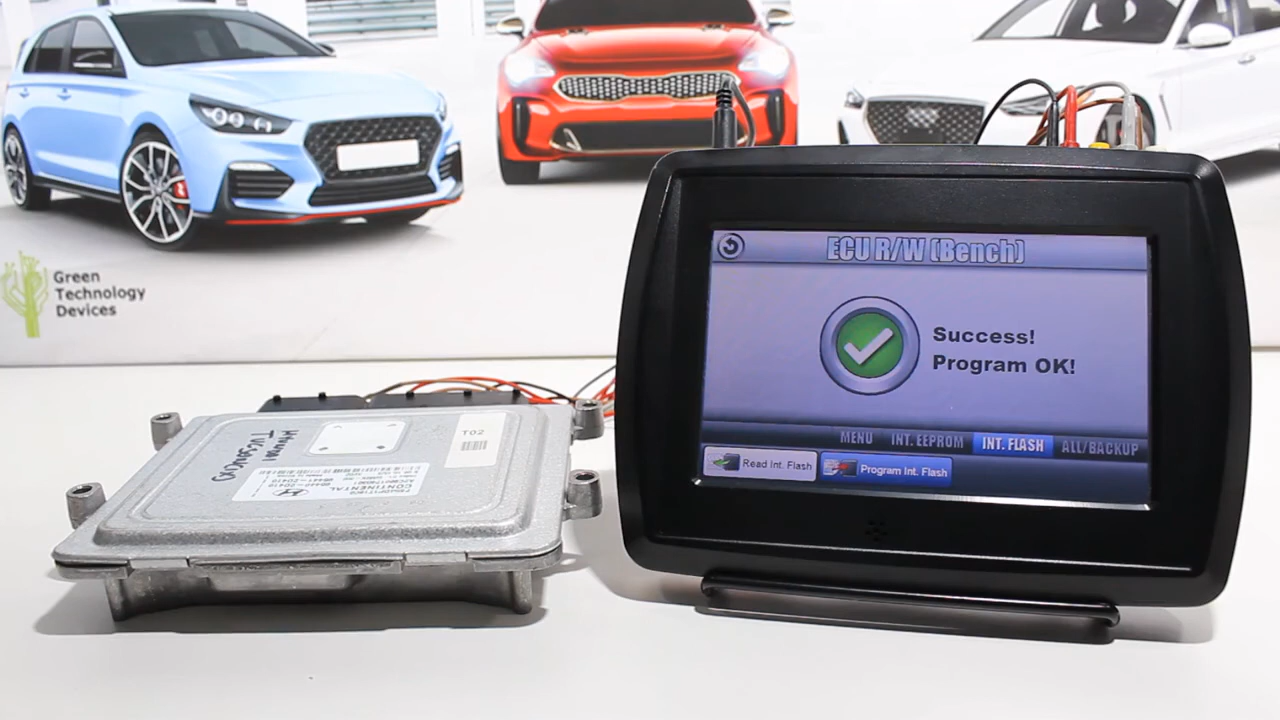 Green
Technology
Devices
ECU R/W (Bench)
Success!
Program OK!
MENU INT. EEPROM INT. FLASH ALL/BACKUP
Read Int. Flash Program Int. Flash
T02
CONTINENTAL